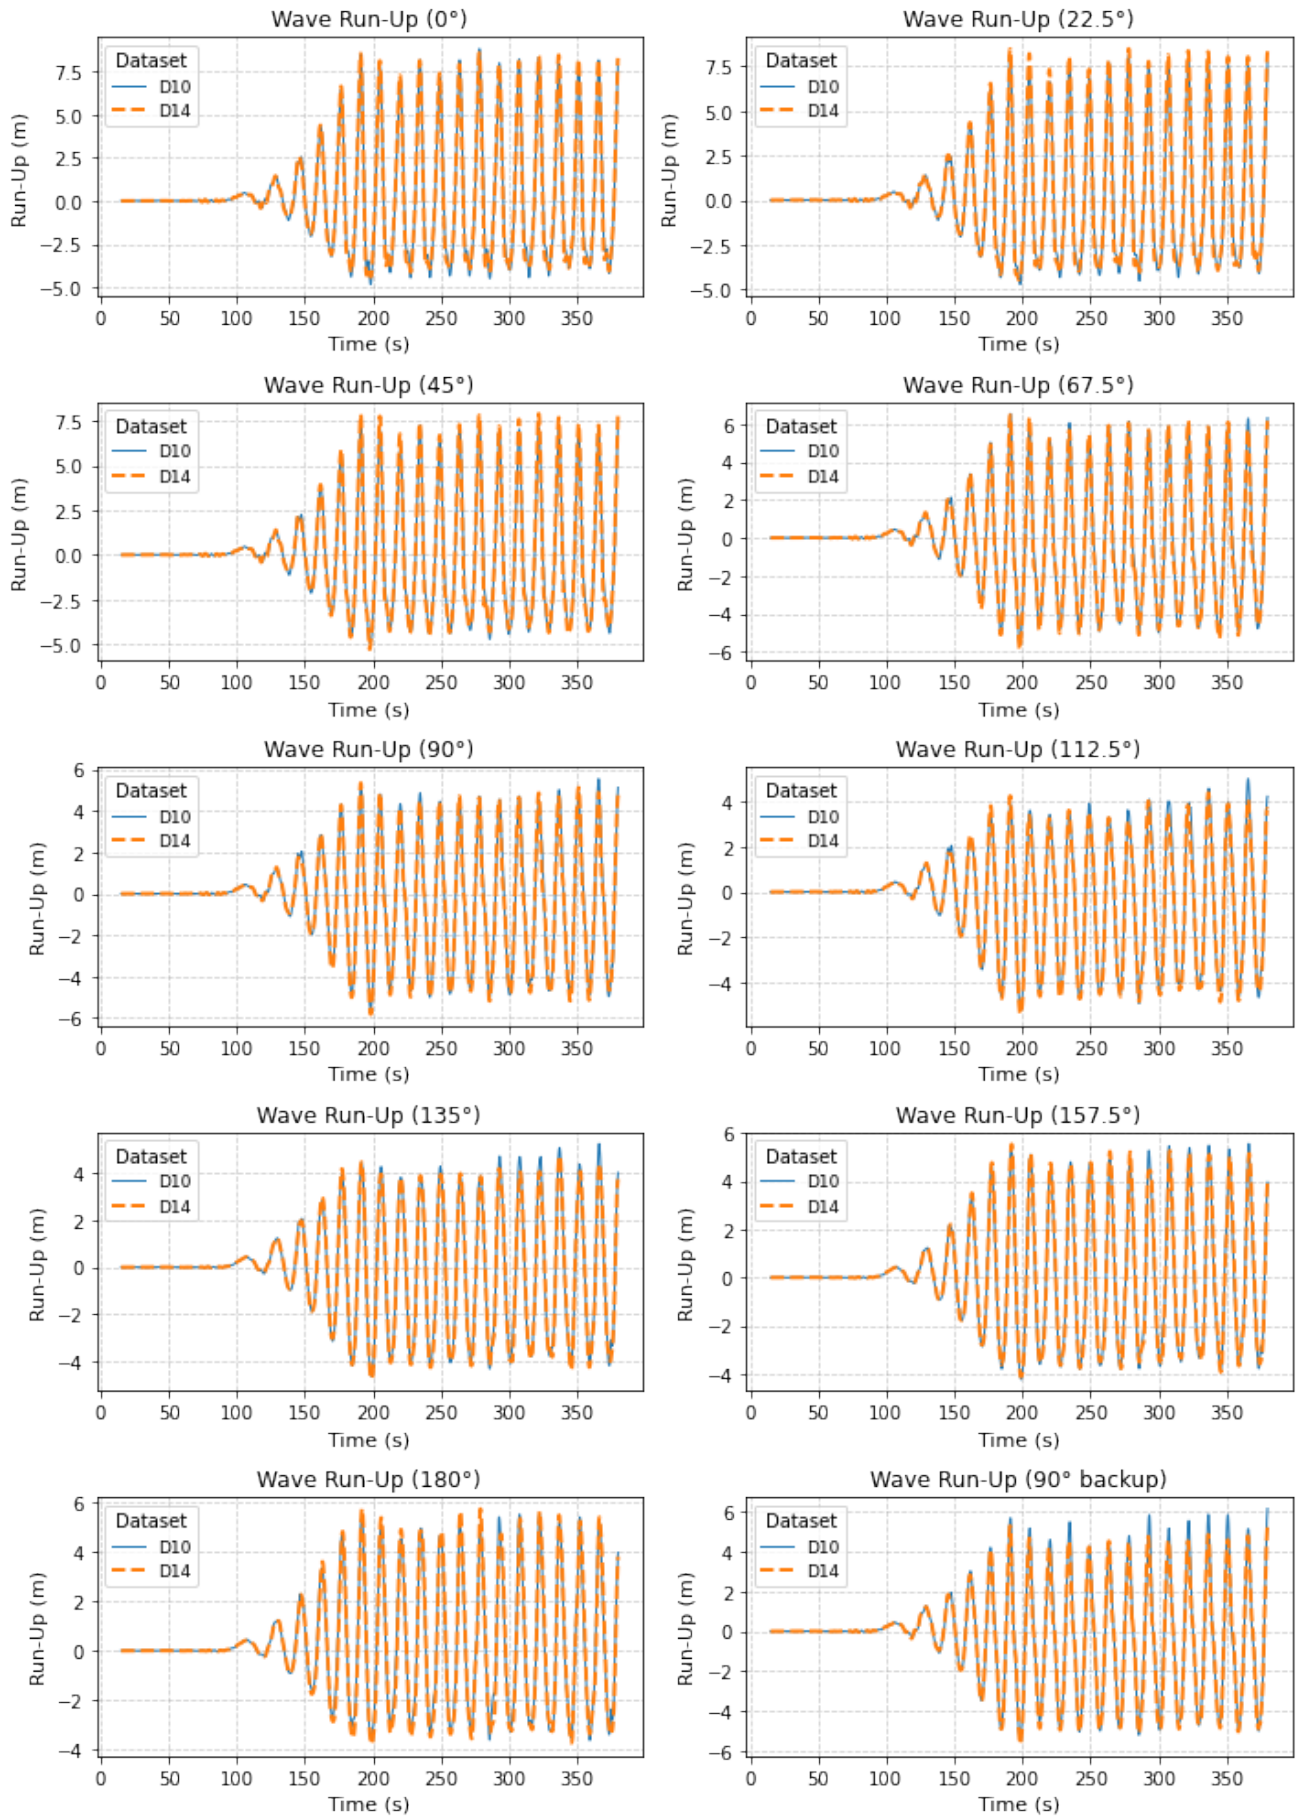 Wave Run-Up (0°)
Dataset
D10
D14
Run-Up (m)
7.5
5.0
2.5
0.0
−2.5
−5.0
0 50 100 150 200 250 300 350
Time (s)
Wave Run-Up (22.5°)
Dataset
D10
D14
Run-Up (m)
7.5
5.0
2.5
0.0
−2.5
−5.0
0 50 100 150 200 250 300 350
Time (s)
Wave Run-Up (45°)
Dataset
D10
D14
Run-Up (m)
7.5
5.0
2.5
0.0
−2.5
−5.0
0 50 100 150 200 250 300 350
Time (s)
Wave Run-Up (67.5°)
Dataset
D10
D14
Run-Up (m)
6
4
2
0
−2
−4
−6
0 50 100 150 200 250 300 350
Time (s)
Wave Run-Up (90°)
Dataset
D10
D14
Run-Up (m)
6
4
2
0
−2
−4
−6
0 50 100 150 200 250 300 350
Time (s)
Wave Run-Up (112.5°)
Dataset
D10
D14
Run-Up (m)
4
2
0
−2
−4
0 50 100 150 200 250 300 350
Time (s)
Wave Run-Up (135°)
Dataset
D10
D14
Run-Up (m)
4
2
0
−2
−4
0 50 100 150 200 250 300 350
Time (s)
Wave Run-Up (157.5°)
Dataset
D10
D14
Run-Up (m)
6
4
2
0
−2
−4
0 50 100 150 200 250 300 350
Time (s)
Wave Run-Up (180°)
Dataset
D10
D14
Run-Up (m)
6
4
2
0
−2
−4
0 50 100 150 200 250 300 350
Time (s)
Wave Run-Up (90° backup)
Dataset
D10
D14
Run-Up (m)
6
4
2
0
−2
−4
−6
0 50 100 150 200 250 300 350
Time (s)